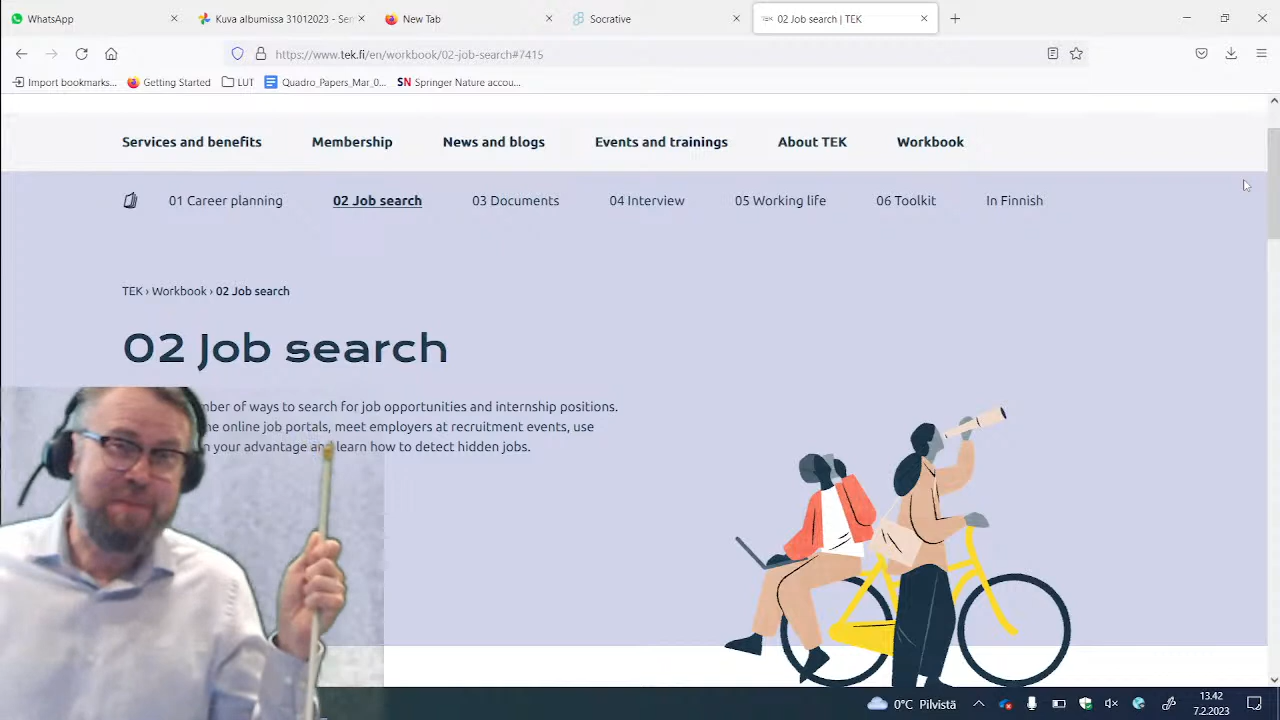 WhatsApp
Kuva albumissa 31012023 - Sen
New Tab
Socrative
TEK
02 Job search | TEK
https://www.tek.fi/en/workbook/02-job-search#7415
Import bookmarks...
Getting Started
LUT
Quadro_Papers_Mar_0...
SN Springer Nature accou...
Services and benefits
Membership
News and blogs
Events and trainings
About TEK
Workbook
01 Career planning
02 Job search
03 Documents
04 Interview
05 Working life
06 Toolkit
In Finnish
TEK › Workbook › 02 Job search
02 Job search
mber of ways to search for job opportunities and internship positions.
online job portals, meet employers at recruitment events, use
your advantage and learn how to detect hidden jobs.
0°C Pilvistä
13.42
7.2.2023